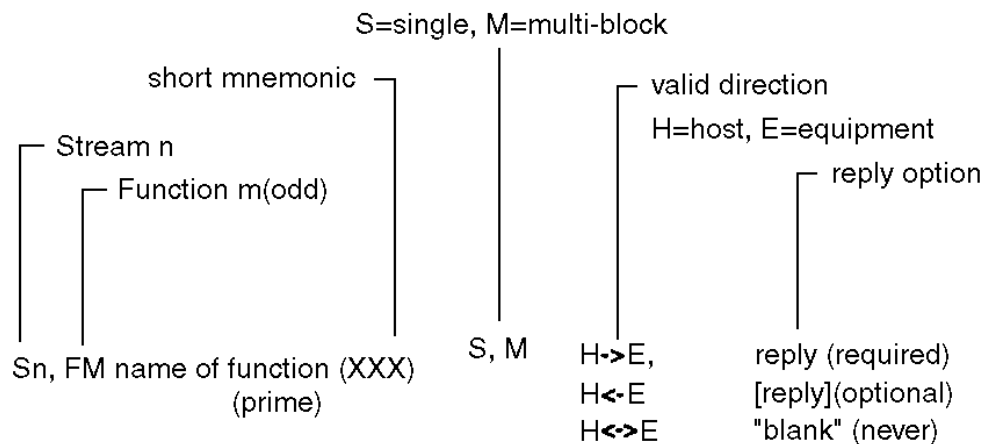 S=single, M=multi-block
short mnemonic
valid direction
H=host, E=equipment
Stream n
reply option
Function m(odd)
Sn, FM name of function (XXX) S, M H->E, reply (required)
(prime) H<-E [reply](optional)
H<->E "blank" (never)